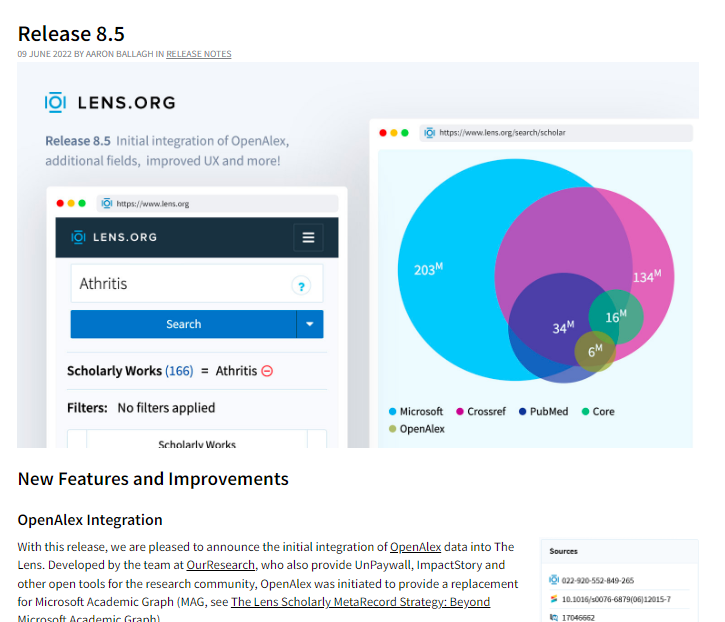 Release 8.5
09 JUNE 2022 BY AARON BALLAGH IN RELEASE NOTES
LENS.ORG
Release 8.5 Initial integration of OpenAlex,
additional fields, improved UX and more!
https://www.lens.org
LENS.ORG
Athritis
?
Search
Scholarly Works (166) = Athritis
Filters: No filters applied
Scholarly Works
https://www.lens.org/search/scholar
203M
134M
16M
34M
6M
Microsoft Crossref PubMed Core
OpenAlex
New Features and Improvements
OpenAlex Integration
With this release, we are pleased to announce the initial integration of OpenAlex data into The
Lens. Developed by the team at OurResearch, who also provide UnPaywall, ImpactStory and
other open tools for the research community, OpenAlex was initiated to provide a replacement
for Microsoft Academic Graph (MAG, see The Lens Scholarly MetaRecord Strategy: Beyond
Microsoft Academic Graph)
Sources
022-920-552-849-265
10.1016/s0076-6879(06)12015-7
17046662